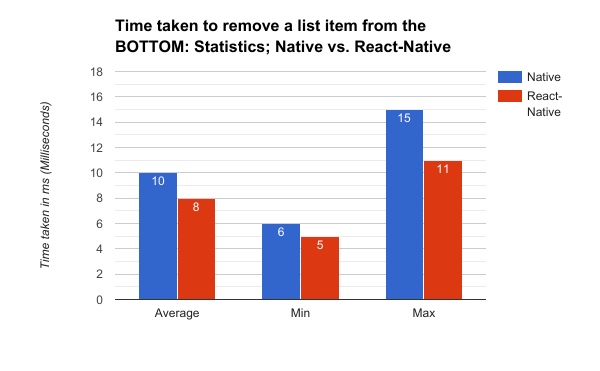 Time taken to remove a list item from the
BOTTOM: Statistics; Native vs. React-Native
Time taken in ms (Milliseconds)
18
16
14
12
10
8
6
4
2
0
10
8
6
5
15
11
Average
Min
Max
Native
React-
Native